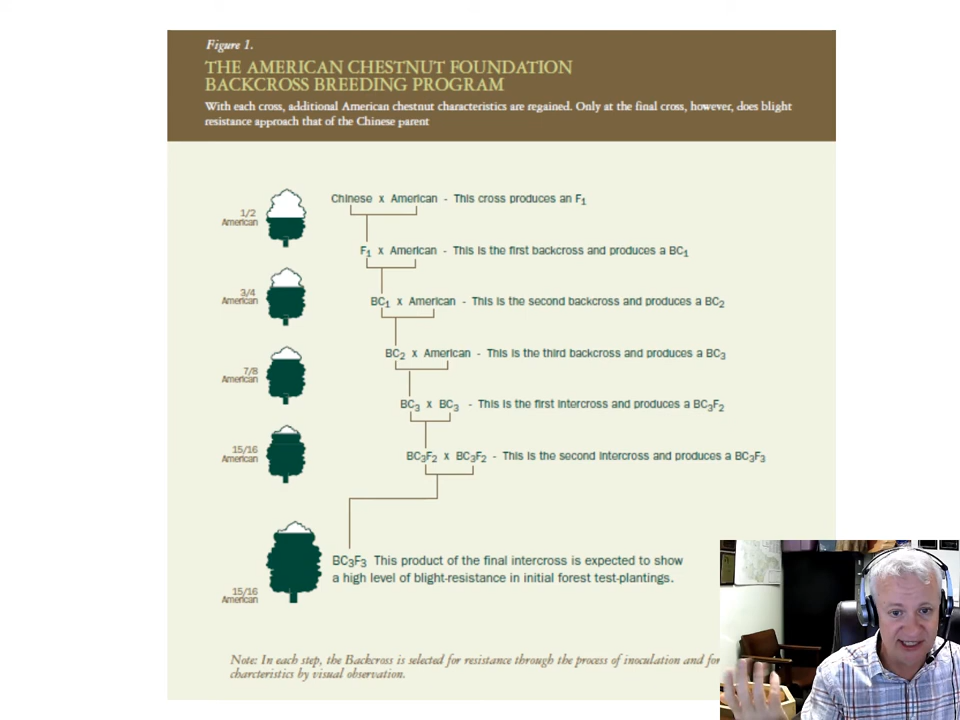 Figure 1.
THE AMERICAN CHESTNUT FOUNDATION
BACKCROSS BREEDING PROGRAM
With each cross, additional American chestnut characteristics are regained. Only at the final cross, however, does blight
resistance approach that of the Chinese parent
1/2
American
Chinese x American - This cross produces an F1
F1 x American - This is the first backcross and produces a BC1
3/4
American
BC1 x American - This is the second backcross and produces a BC2
BC2 x American - This is the third backcross and produces a BC3
7/8
American
BC3 x BC3 - This is the first intercross and produces a BC3F2
15/16
American
BC3F2 x BC3F2 - This is the second intercross and produces a BC3F3
BC3F3 This product of the final intercross is expected to show
a high level of blight-resistance in initial forest test-plantings.
15/16
American
Note: In each step, the Backcross is selected for resistance through the process of inoculation and for
charcteristics by visual observation.